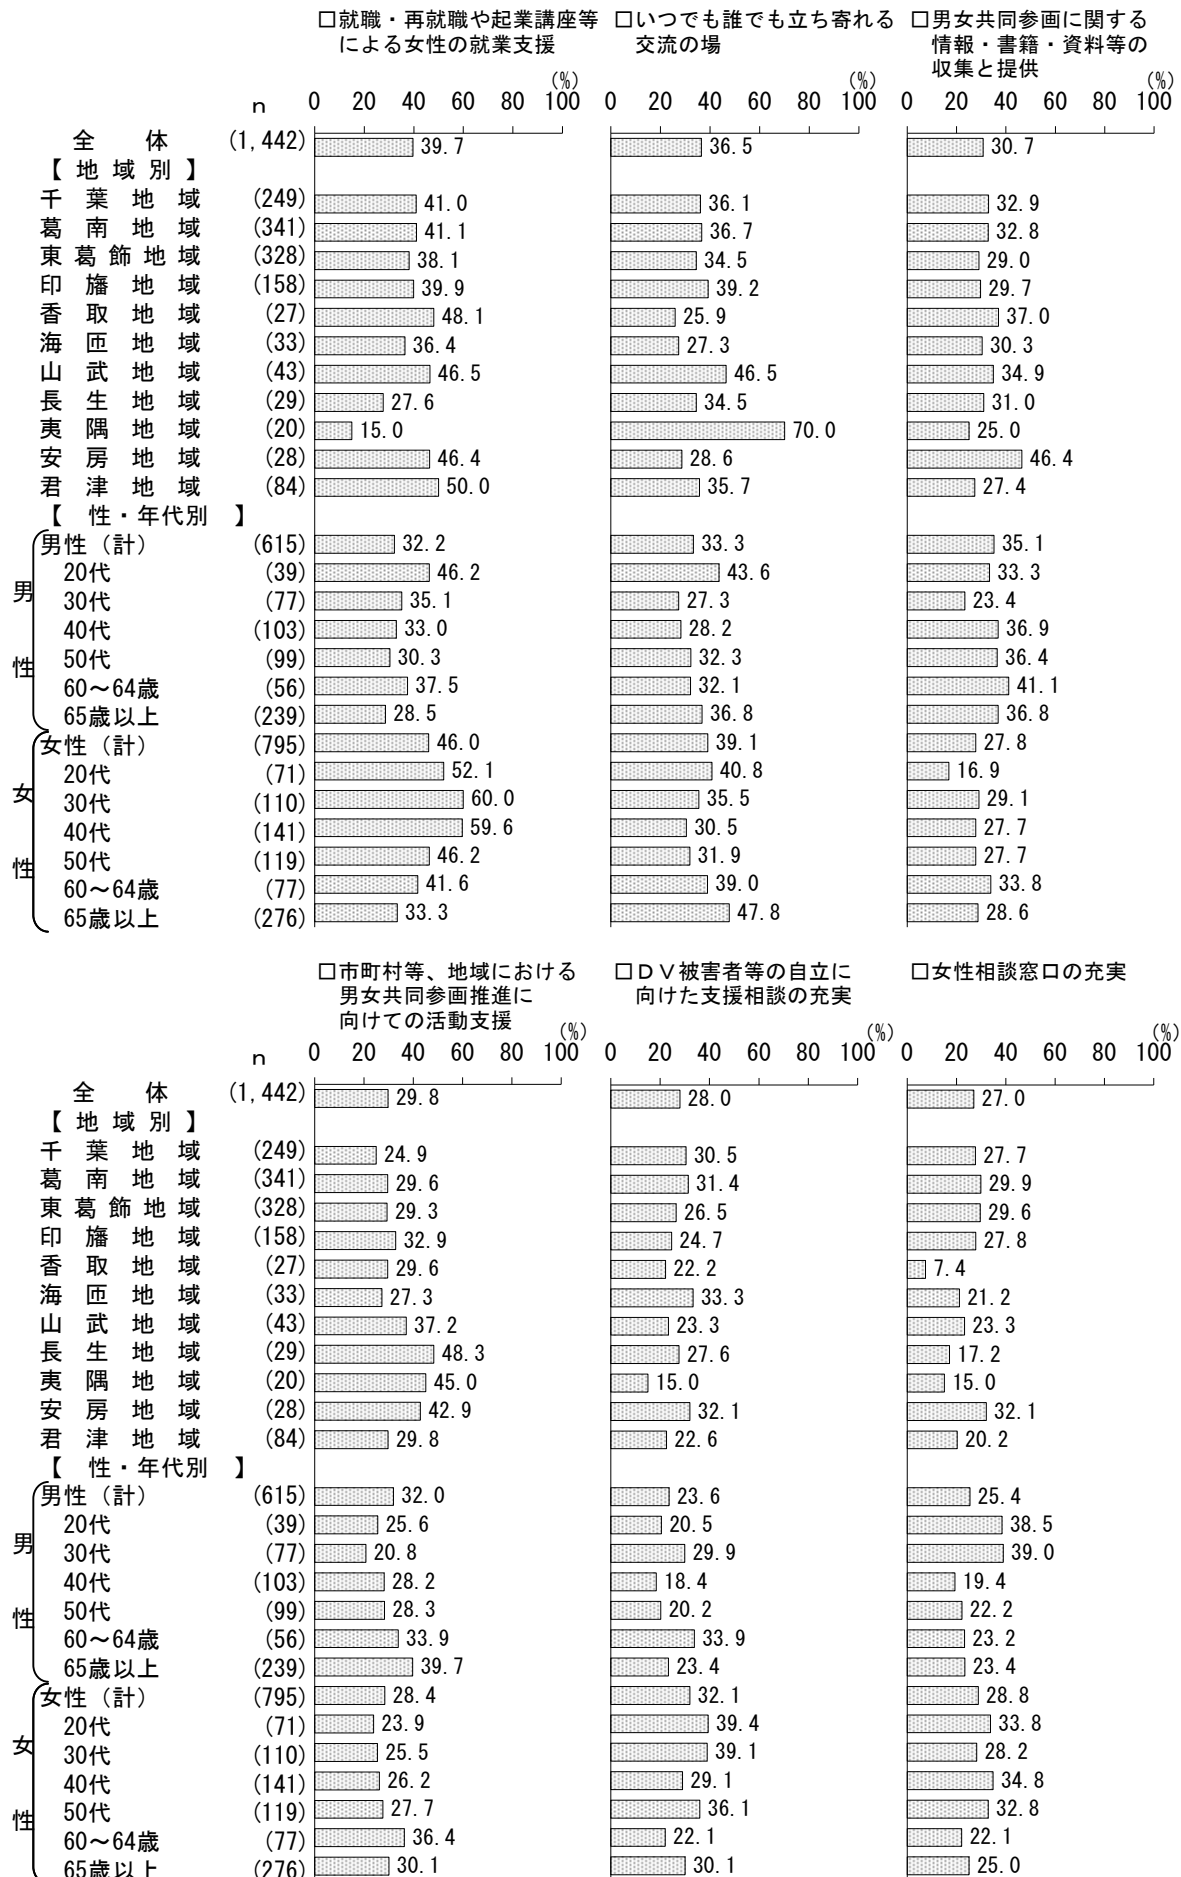 □就職・再就職や起業講座等 □いつでも誰でも立ち寄れる □男女共同参画に関する
による女性の就業支援 交流の場 情報・書籍・資料等の
収集と提供
(%) (%) (%)
n 0 20 40 60 80 100 0 20 40 60 80 100 0 20 40 60 80 100
全体 (1,442) 39.7 36.5 30.7
【地域別】
千葉地域 (249) 41.0 36.1 32.9
葛南地域 (341) 41.1 36.7 32.8
東葛飾地域 (328) 38.1 34.5 29.0
印旛地域 (158) 39.9 39.2 29.7
香取地域 (27) 48.1 25.9 37.0
海匝地域 (33) 36.4 27.3 30.3
山武地域 (43) 46.5 46.5 34.9
長生地域 (29) 27.6 34.5 31.0
夷隅地域 (20) 15.0 70.0 25.0
安房地域 (28) 46.4 28.6 46.4
君津地域 (84) 50.0 35.7 27.4
【性・年代別】
男性
男性（計） (615) 32.2 33.3 35.1
20代 (39) 46.2 43.6 33.3
30代 (77) 35.1 27.3 23.4
40代 (103) 33.0 28.2 36.9
50代 (99) 30.3 32.3 36.4
60～64歳 (56) 37.5 32.1 41.1
65歳以上 (239) 28.5 36.8 36.8
女性
女性（計） (795) 46.0 39.1 27.8
20代 (71) 52.1 40.8 16.9
30代 (110) 60.0 35.5 29.1
40代 (141) 59.6 30.5 27.7
50代 (119) 46.2 31.9 27.7
60～64歳 (77) 41.6 39.0 33.8
65歳以上 (276) 33.3 47.8 28.6
□市町村等、地域における □ＤＶ被害者等の自立に □女性相談窓口の充実
男女共同参画推進に 向けた支援相談の充実
向けての活動支援
(%) (%) (%)
n 0 20 40 60 80 100 0 20 40 60 80 100 0 20 40 60 80 100
全体 (1,442) 29.8 28.0 27.0
【地域別】
千葉地域 (249) 24.9 30.5 27.7
葛南地域 (341) 29.6 31.4 29.9
東葛飾地域 (328) 29.3 26.5 29.6
印旛地域 (158) 32.9 24.7 27.8
香取地域 (27) 29.6 22.2 7.4
海匝地域 (33) 27.3 33.3 21.2
山武地域 (43) 37.2 23.3 23.3
長生地域 (29) 48.3 27.6 17.2
夷隅地域 (20) 45.0 15.0 15.0
安房地域 (28) 42.9 32.1 32.1
君津地域 (84) 29.8 22.6 20.2
【性・年代別】
男性
男性（計） (615) 32.0 23.6 25.4
20代 (39) 25.6 20.5 38.5
30代 (77) 20.8 29.9 39.0
40代 (103) 28.2 18.4 19.4
50代 (99) 28.3 20.2 22.2
60～64歳 (56) 33.9 33.9 23.2
65歳以上 (239) 39.7 23.4 23.4
女性
女性（計） (795) 28.4 32.1 28.8
20代 (71) 23.9 39.4 33.8
30代 (110) 25.5 39.1 28.2
40代 (141) 26.2 29.1 34.8
50代 (119) 27.7 36.1 32.8
60～64歳 (77) 36.4 22.1 22.1
65歳以上 (276) 30.1 30.1 25.0